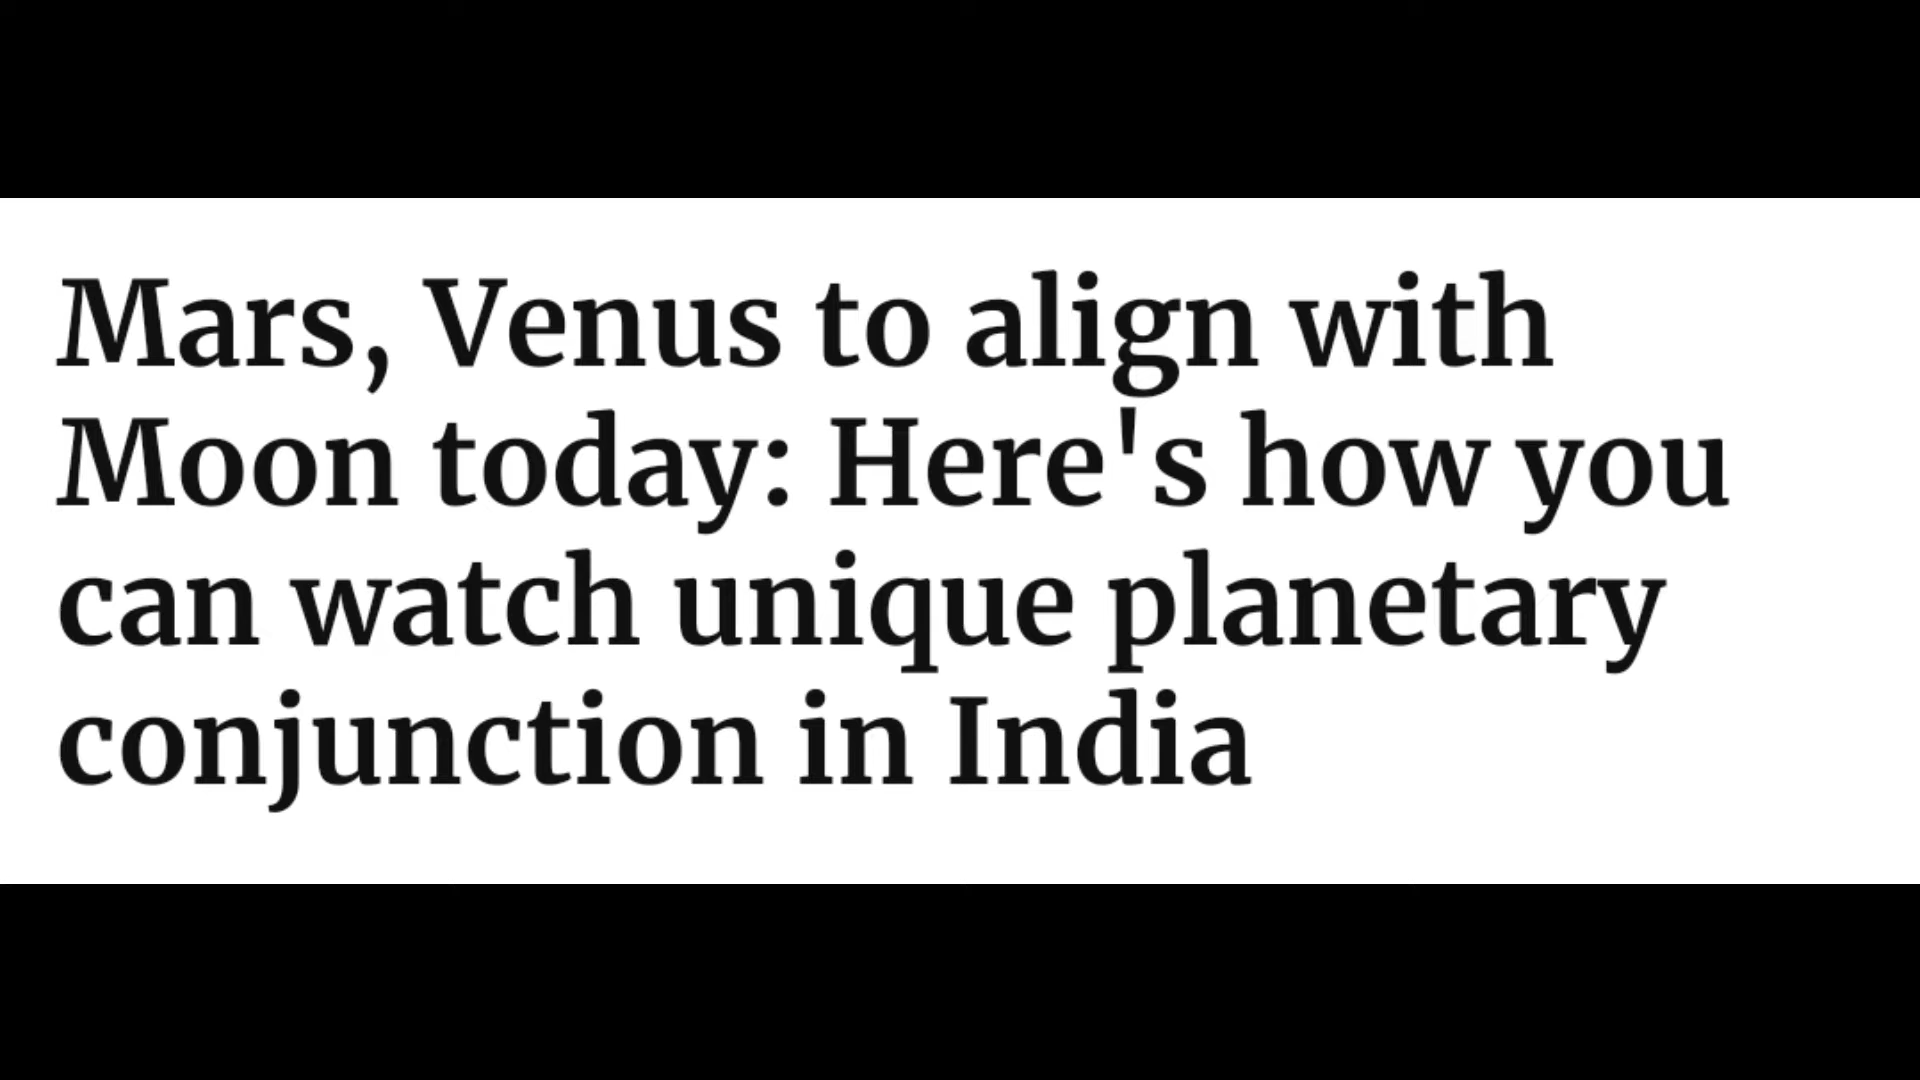 Mars, Venus to align with
Moon today: Here's how you
can watch unique planetary
conjunction in India